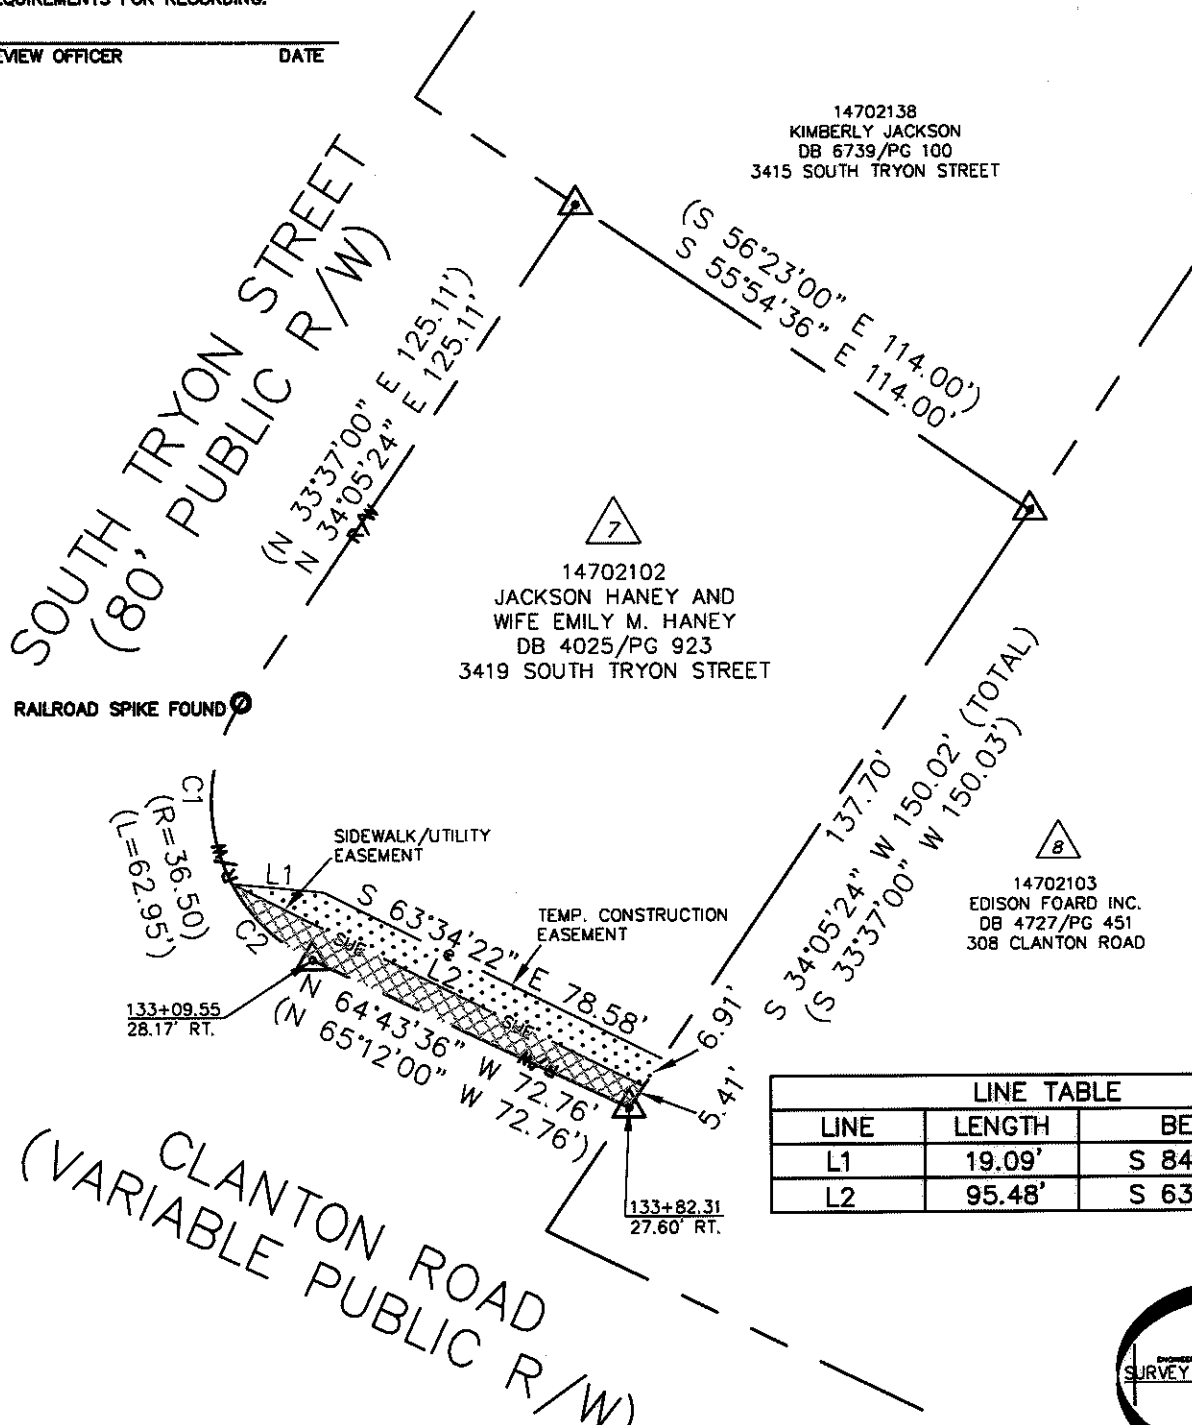 REVIEW OFFICER DATE
14702138
KIMBERLY JACKSON
DB 6739/PG 100
3415 SOUTH TRYON STREET
SOUTH TRYON STREET
(80' PUBLIC R/W)
(N 33°37'00" E 125.11')
N 34°05'24" E 125.11'
R/W
(S 56°23'00" E 114.00')
S 55°54'36" E 114.00'
7
14702102
JACKSON HANEY AND
WIFE EMILY M. HANEY
DB 4025/PG 923
3419 SOUTH TRYON STREET
RAILROAD SPIKE FOUND
C1
(R=36.50)
(L=62.95')
R/W
C2
SIDEWALK/UTILITY
EASEMENT
L1
S 63°34'22" E 78.58'
TEMP. CONSTRUCTION
EASEMENT
SUE
L2
SUE
R/W
N 64°43'36" W 72.76'
(N 65°12'00" W 72.76')
133+09.55
28.17' RT.
137.70'
S 34°05'24" W 150.02' (TOTAL)
(S 33°37'00" W 150.03')
6.91'
5.41'
8
14702103
EDISON FOARD INC.
DB 4727/PG 451
308 CLANTON ROAD
133+82.31
27.60' RT.
CLANTON ROAD
(VARIABLE PUBLIC R/W)
LINE TABLE
LINE LENGTH BE
L1 19.09' S 84
L2 95.48' S 63
SURVEY